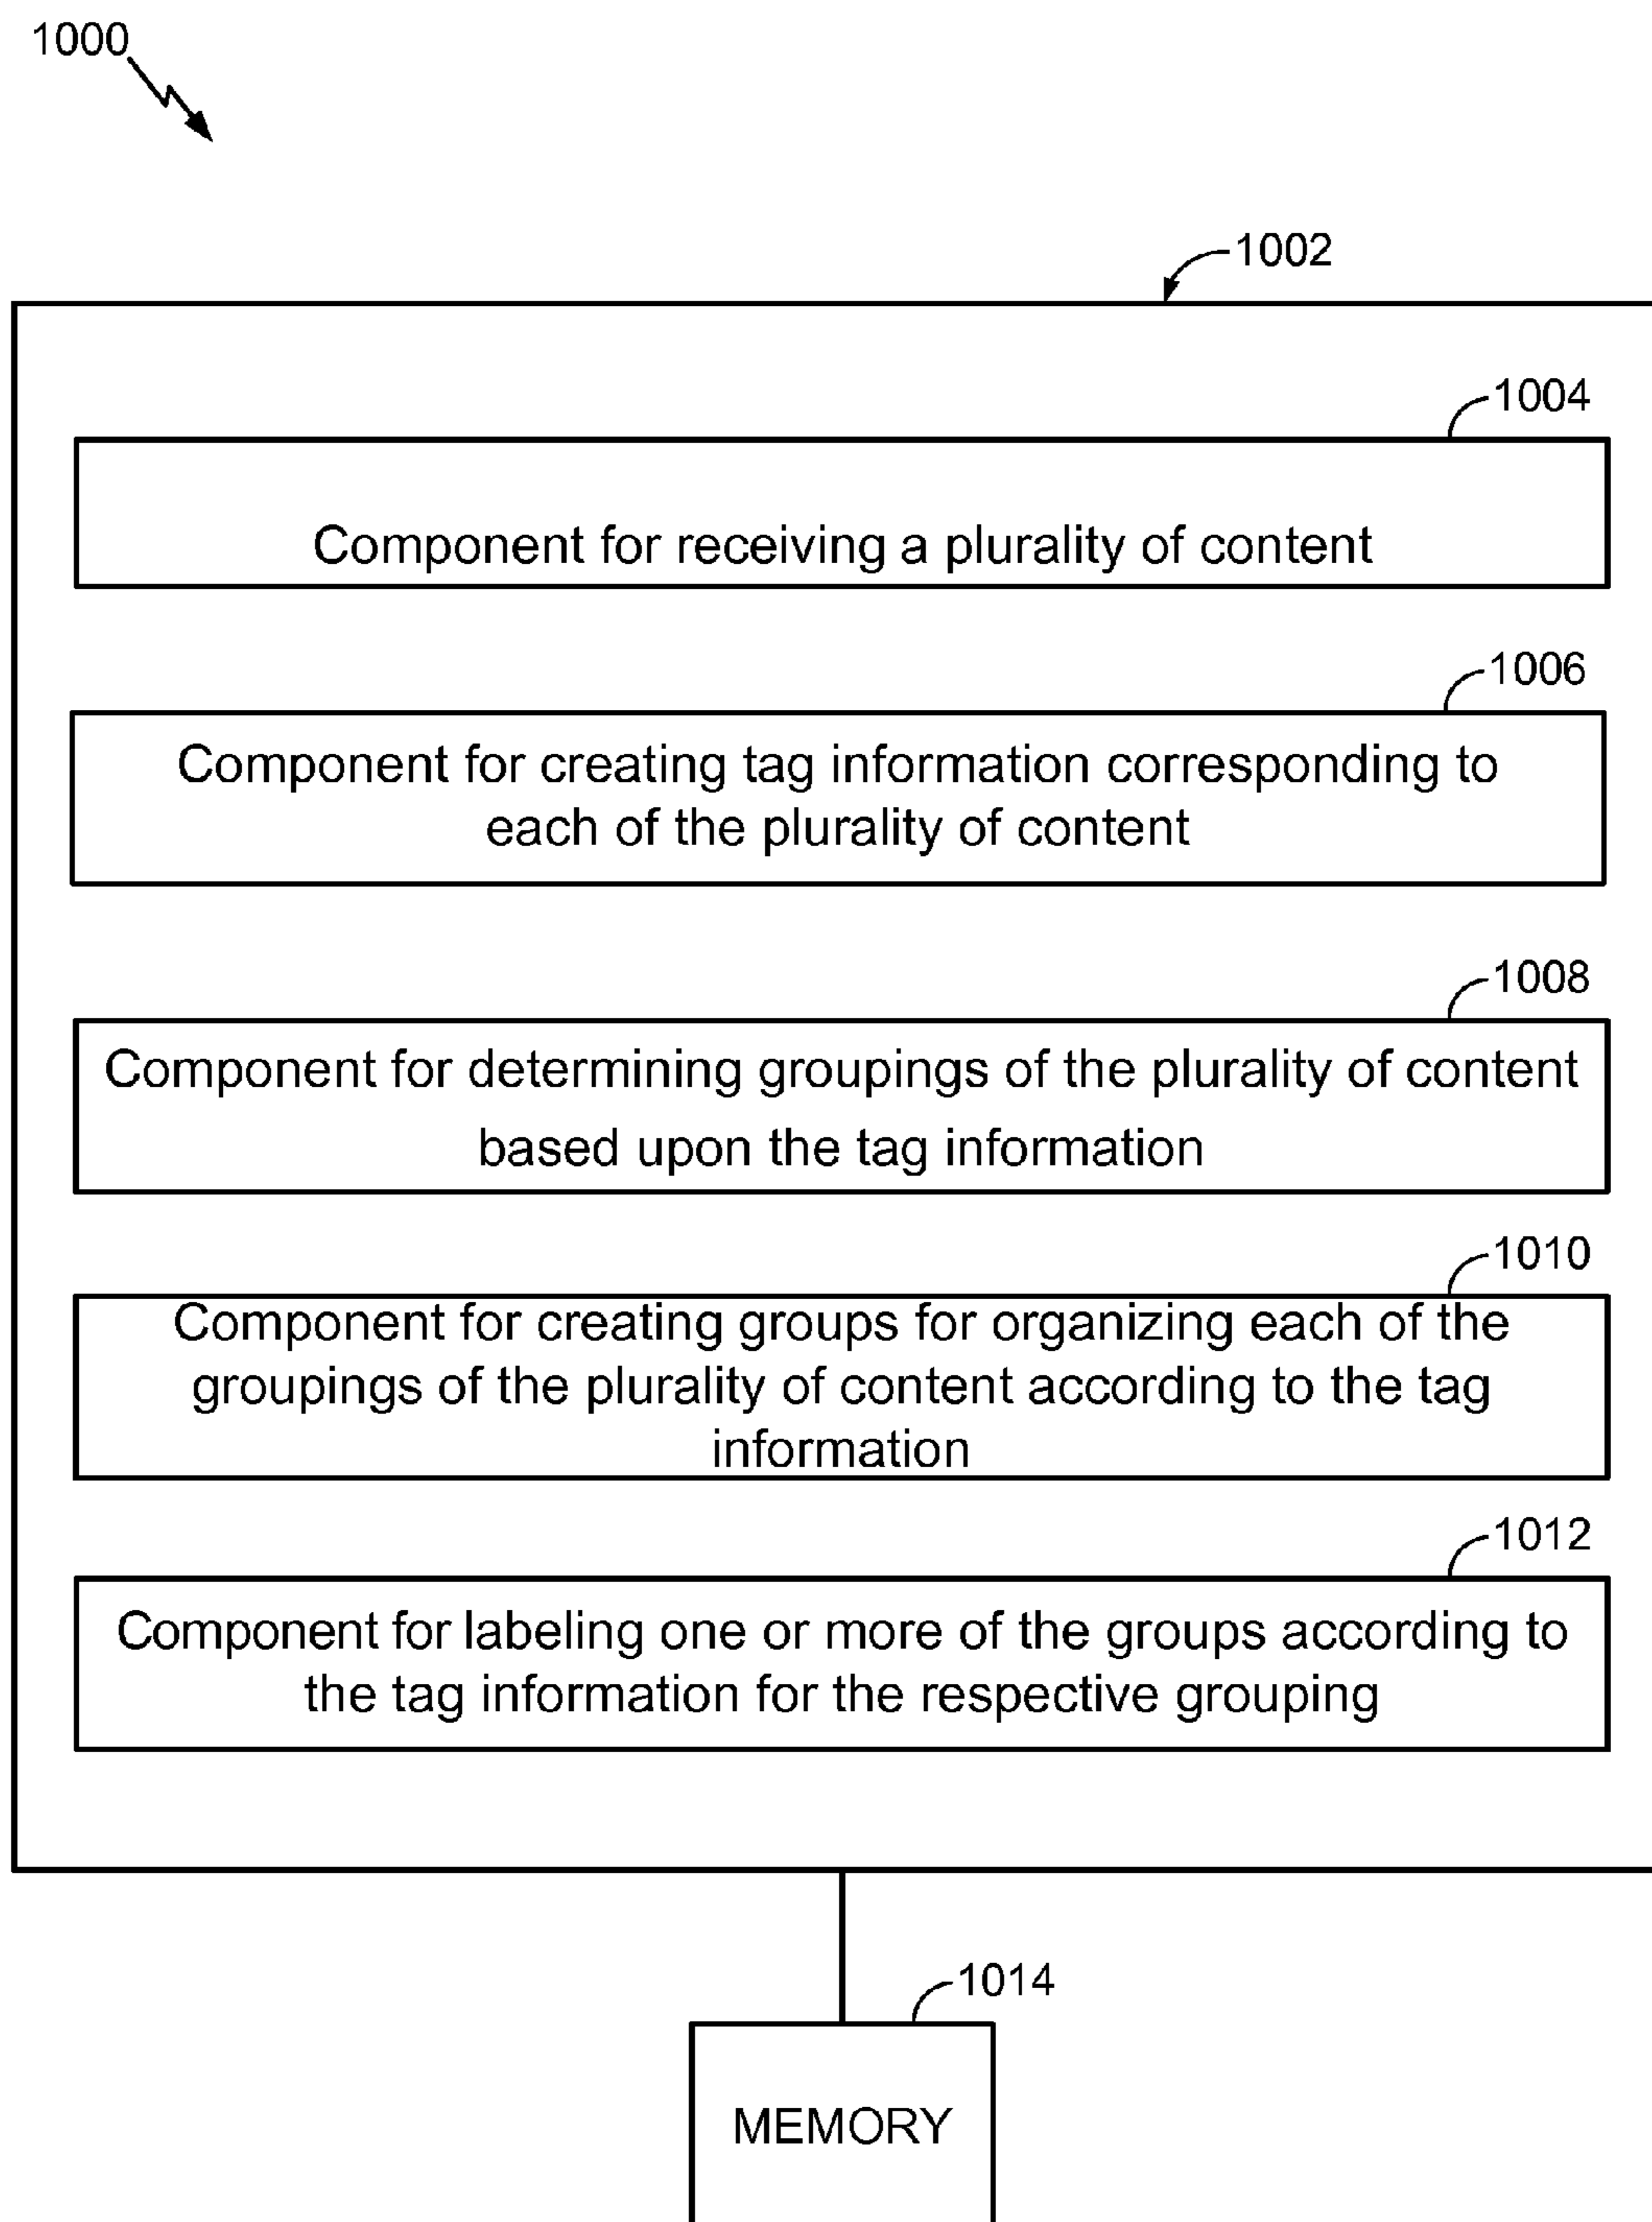 1000
1002
1004
Component for receiving a plurality of content
1006
Component for creating tag information corresponding to
each of the plurality of content
1008
Component for determining groupings of the plurality of content
based upon the tag information
1010
Component for creating groups for organizing each of the
groupings of the plurality of content according to the tag
information
1012
Component for labeling one or more of the groups according to
the tag information for the respective grouping
1014
MEMORY